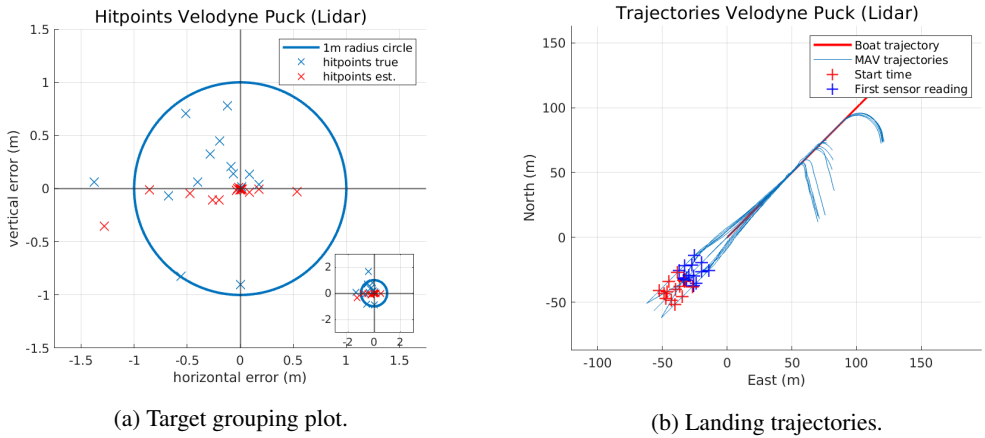 Hitpoints Velodyne Puck (Lidar)
1.5
1
0.5
0
-0.5
-1
-1.5
vertical error (m)
1m radius circle
hitpoints true
hitpoints est.
2
0
-2
-2
0
2
-1.5
-1
-0.5
0
0.5
1
1.5
horizontal error (m)
(a) Target grouping plot.
Trajectories Velodyne Puck (Lidar)
150
100
50
0
-50
North (m)
Boat trajectory
MAV trajectories
Start time
First sensor reading
-100
-50
0
50
100
150
East (m)
(b) Landing trajectories.